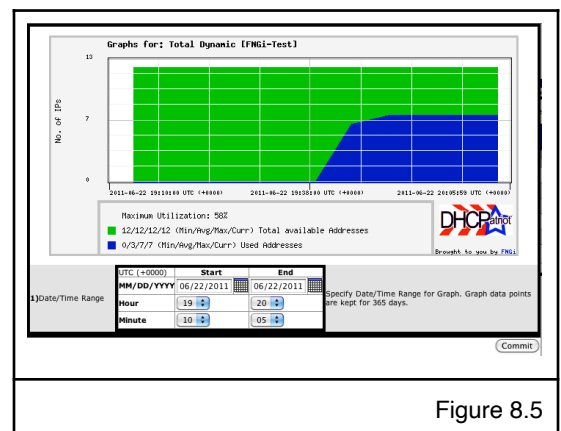 Graphs for: Total Dynamic [FNGi-Test]
13
No. of IPs
7
0
2011-06-22 19:10:00 UTC (+0000) 2011-06-22 19:38:00 UTC (+0000) 2011-06-22 20:05:59 UTC (+0000)
Maximum Utilization: 58%
12/12/12/12 (Min/Avg/Max/Curr) Total available Addresses
0/3/7/7 (Min/Avg/Max/Curr) Used Addresses
DHCPatriot
Brought to you by FNGi
UTC (+0000) Start End
MM/DD/YYYY 06/22/2011 06/22/2011
1)Date/Time Range
Hour 19 20
Minute 10 05
Specify Date/Time Range for Graph. Graph data points
are kept for 365 days.
Commit
Figure 8.5